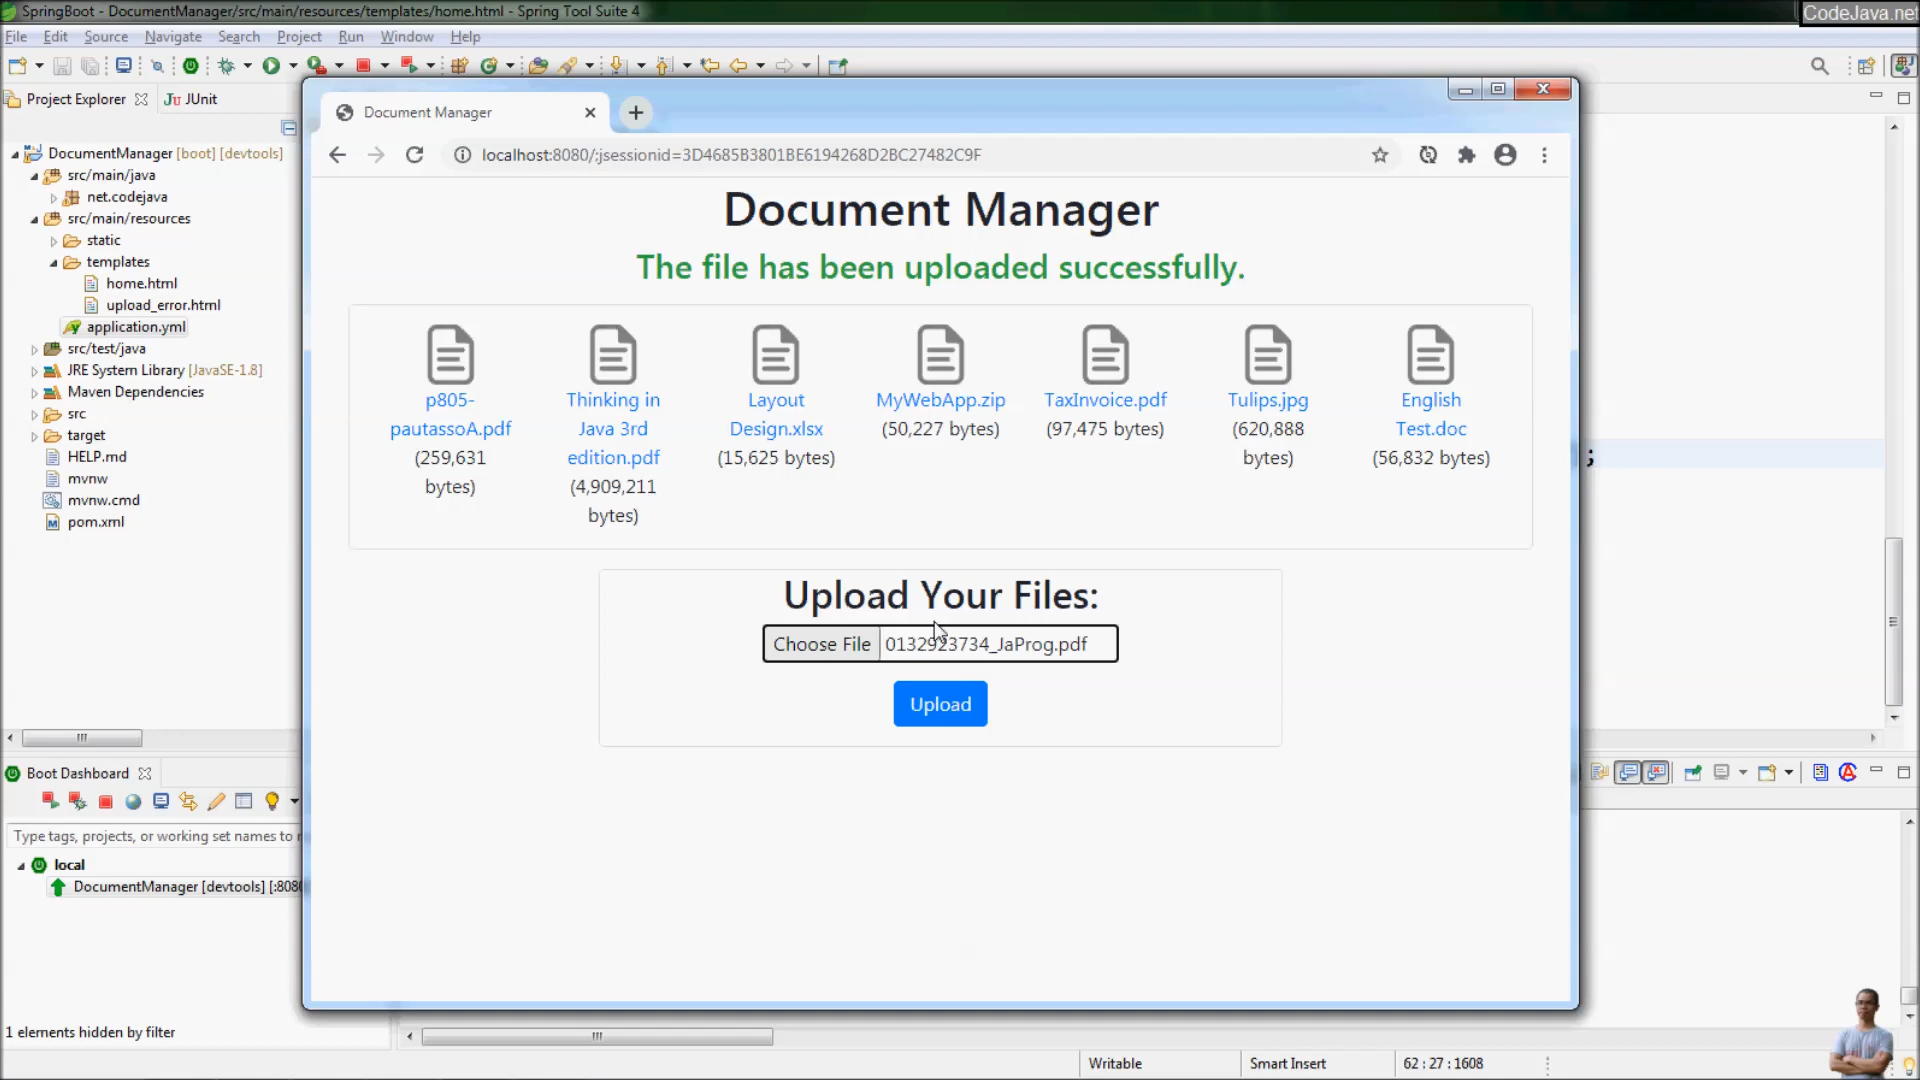 SpringBoot - DocumentManager/src/main/resources/templates/home.html - Spring Tool Suite 4
CodeJava.net
File Edit Source Navigate Search Project Run Window Help
Project Explorer
JUnit
DocumentManager [boot] [devtools]
src/main/java
net.codejava
src/main/resources
static
templates
home.html
upload_error.html
application.yml
src/test/java
JRE System Library [JavaSE-1.8]
Maven Dependencies
src
target
HELP.md
mvnw
mvnw.cmd
pom.xml
Document Manager
localhost:8080/;jsessionid=3D4685B3801BE6194268D2BC27482C9F
Document Manager
The file has been uploaded successfully.
p805-
pautassoA.pdf
(259,631
bytes)
Thinking in
Java 3rd
edition.pdf
(4,909,211
bytes)
Layout
Design.xlsx
(15,625 bytes)
MyWebApp.zip
(50,227 bytes)
TaxInvoice.pdf
(97,475 bytes)
Tulips.jpg
(620,888
bytes)
English
Test.doc
(56,832 bytes)
;
Upload Your Files:
Choose File 0132923734_JaProg.pdf
Upload
Boot Dashboard
Type tags, projects, or working set names to
local
DocumentManager [devtools] [:8080
1 elements hidden by filter
Writable
Smart Insert
62 : 27 : 1608